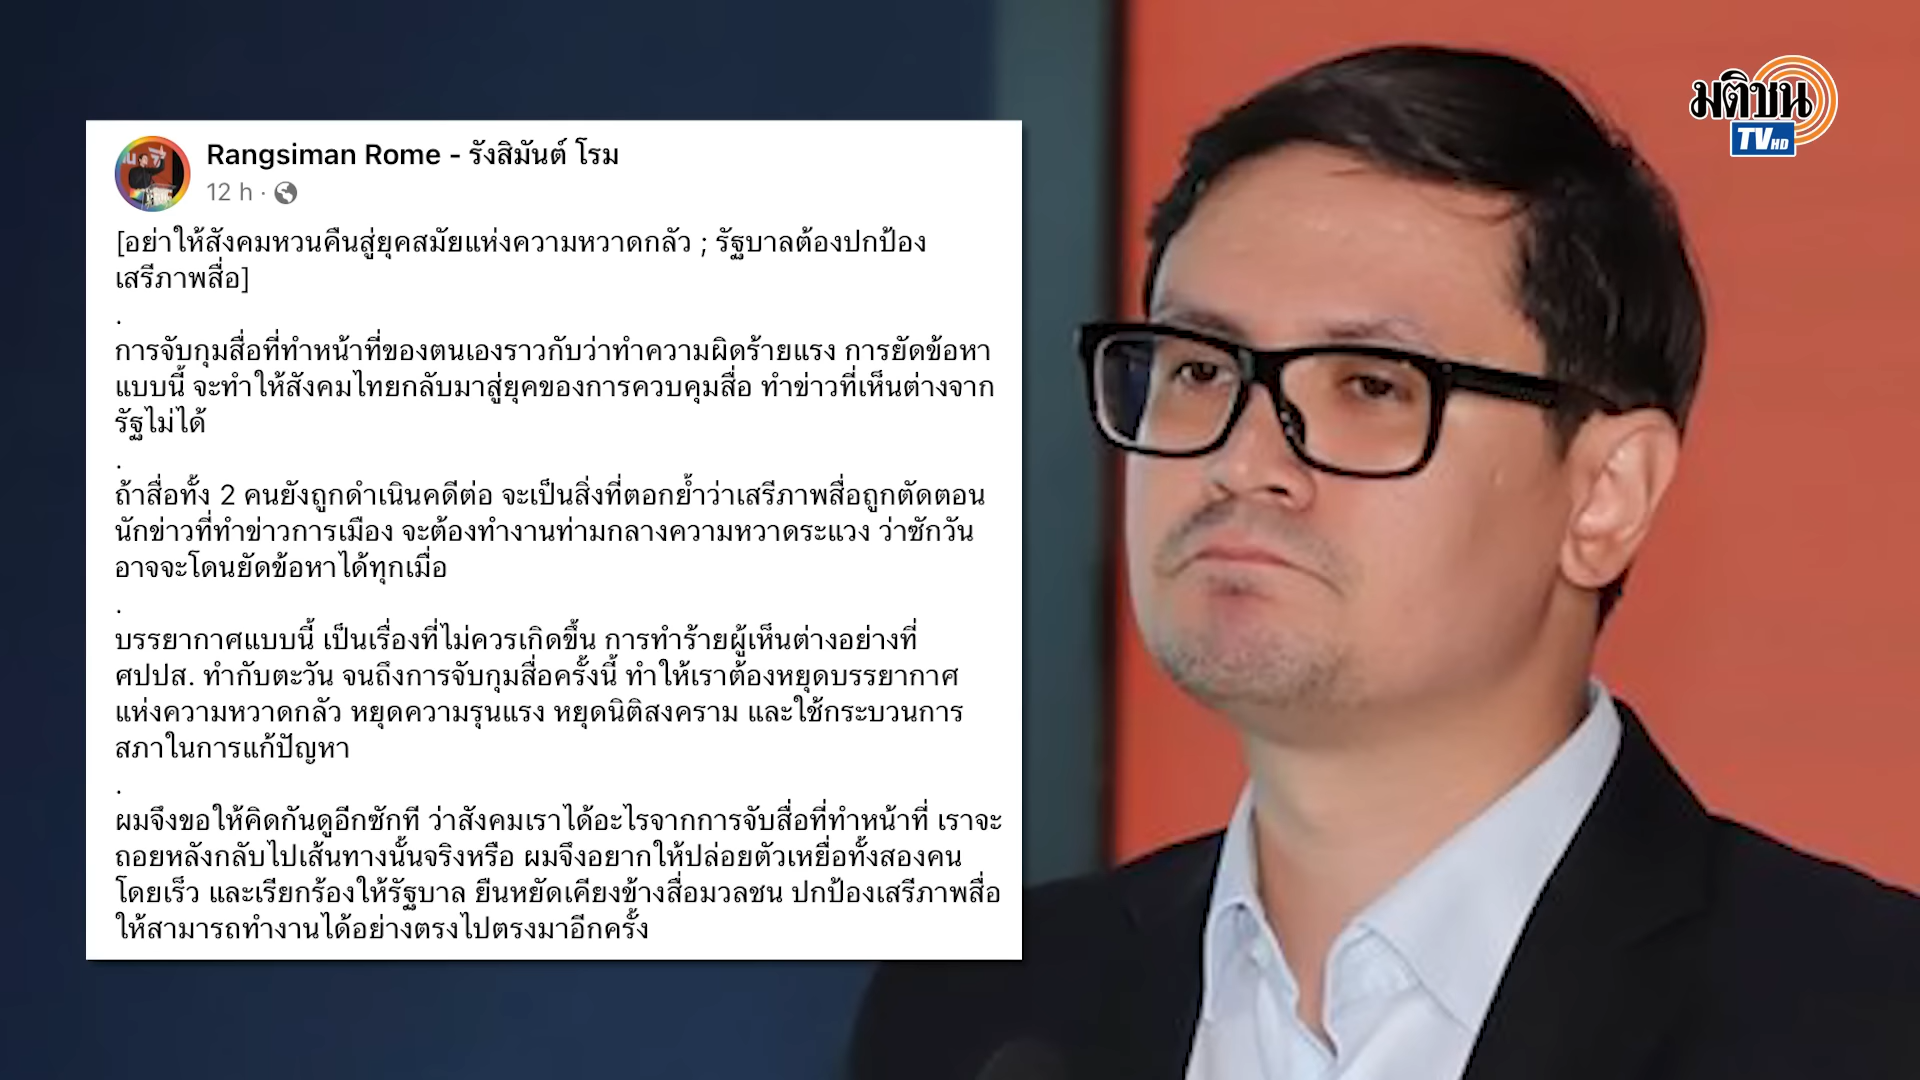 Rangsiman Rome - รังสิมันต์ โรม
12 h ·
[อย่าให้สังคมหวนคืนสู่ยุคสมัยแห่งความหวาดกลัว ; รัฐบาลต้องปกป้อง
เสรีภาพสื่อ]
.
การจับกุมสื่อที่ทำหน้าที่ของตนเองราวกับว่าทำความผิดร้ายแรง การยัดข้อหา
แบบนี้ จะทำให้สังคมไทยกลับมาสู่ยุคของการควบคุมสื่อ ทำข่าวที่เห็นต่างจาก
รัฐไม่ได้
.
ถ้าสื่อทั้ง 2 คนยังถูกดำเนินคดีต่อ จะเป็นสิ่งที่ตอกย้ำว่าเสรีภาพสื่อถูกตัดตอน
นักข่าวที่ทำข่าวการเมือง จะต้องทำงานท่ามกลางความหวาดระแวง ว่าซักวัน
อาจจะโดนยัดข้อหาได้ทุกเมื่อ
.
บรรยากาศแบบนี้ เป็นเรื่องที่ไม่ควรเกิดขึ้น การทำร้ายผู้เห็นต่างอย่างที่
ศปปส. ทำกับตะวัน จนถึงการจับกุมสื่อครั้งนี้ ทำให้เราต้องหยุดบรรยากาศ
แห่งความหวาดกลัว หยุดความรุนแรง หยุดนิติสงคราม และใช้กระบวนการ
สภาในการแก้ปัญหา
.
ผมจึงขอให้คิดกันดูอีกซักที ว่าสังคมเราได้อะไรจากการจับสื่อที่ทำหน้าที่ เราจะ
ถอยหลังกลับไปเส้นทางนั้นจริงหรือ ผมจึงอยากให้ปล่อยตัวเหยื่อทั้งสองคน
โดยเร็ว และเรียกร้องให้รัฐบาล ยืนหยัดเคียงข้างสื่อมวลชน ปกป้องเสรีภาพสื่อ
ให้สามารถทำงานได้อย่างตรงไปตรงมาอีกครั้ง
มติชน
TV HD